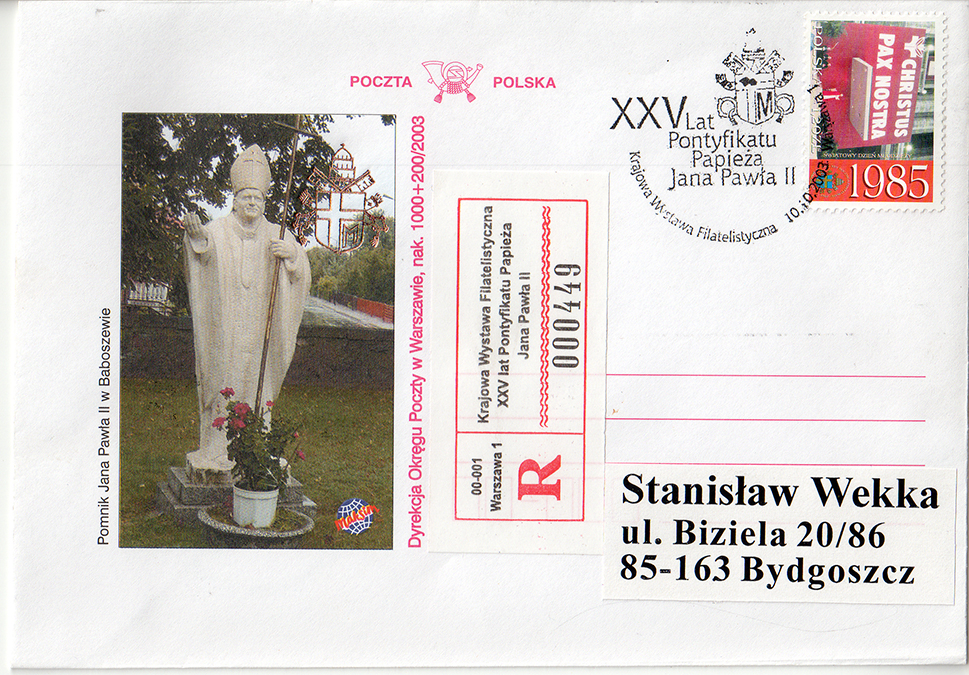 POCZTA POLSKA
Pomnik Jana Pawła II w Baboszewie
Dyrekcja Okręgu Poczty w Warszawie, nak. 1000+200/2003
00-001
Warszawa 1
R
Krajowa Wystawa Filatelistyczna
XXV lat Pontyfikatu Papieża
Jana Pawła II
000449
XXV Lat
Pontyfikatu
Papieża
Jana Pawła II
Krajowa Wystawa Filatelistyczna 10.10.2003 Warszawa 1
M
CHRISTUS
PAX NOSTRA
1985
Stanisław Wekka
ul. Biziela 20/86
85-163 Bydgoszcz